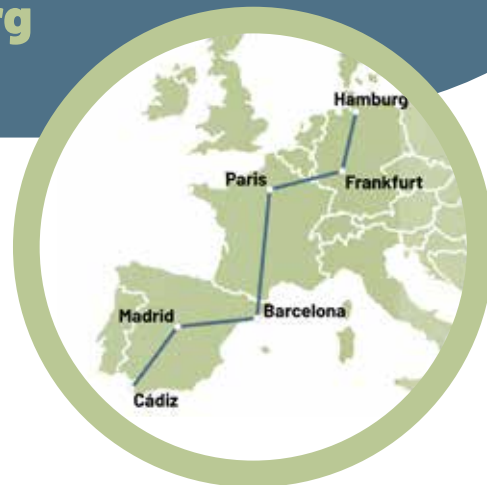 rg
Hamburg
Paris
Frankfurt
Madrid
Barcelona
Cádiz